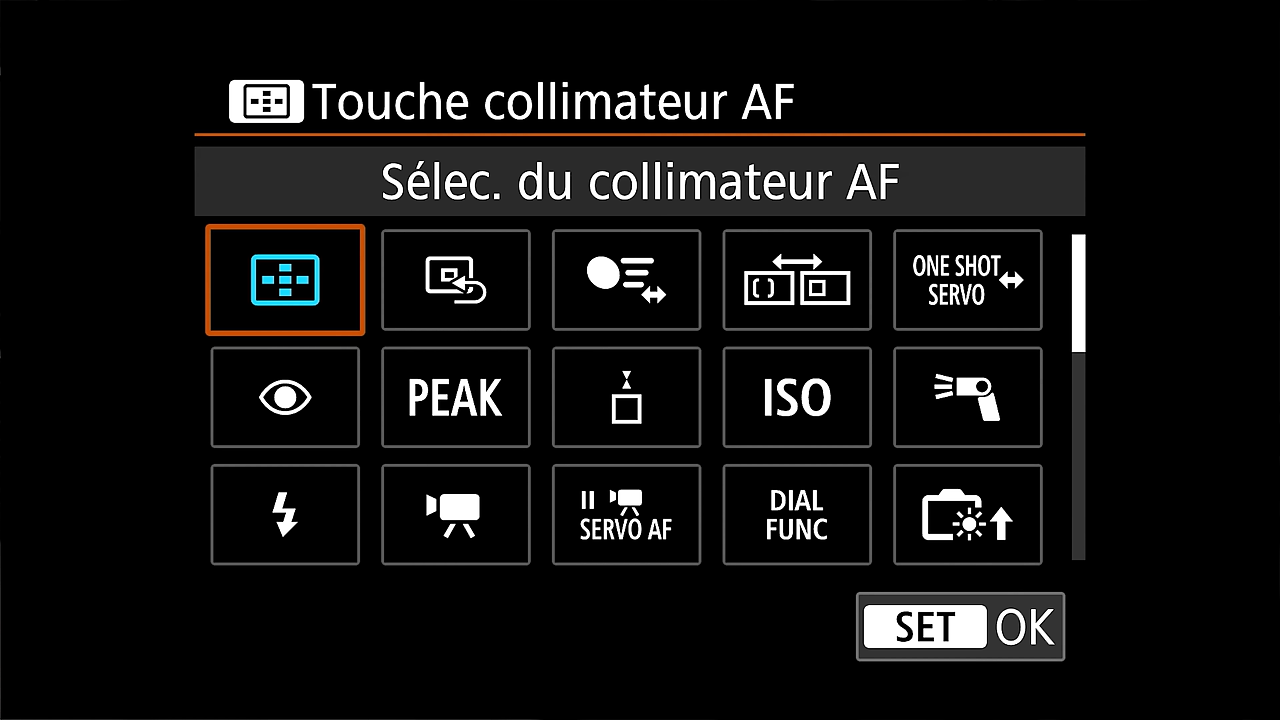 Touche collimateur AF
Sélec. du collimateur AF
ONE SHOT
SERVO
PEAK
ISO
SERVO AF
DIAL
FUNC
SET OK